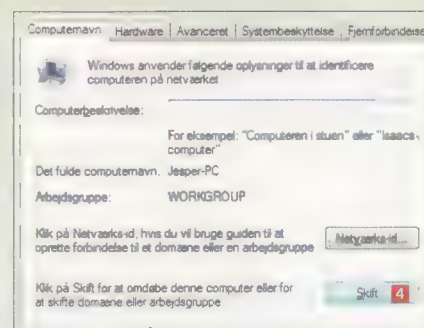 Computernavn Hardware Avanceret Systembeskyttelse Fjernforbindelse
Windows anvender følgende oplysninger til at identificere
computeren på netværket
Computerbeskrivelse:
For eksempel: "Computeren i stuen" eller "Isaacs
computer"
Det fulde computernavn. Jesper-PC
Arbejdsgruppe: WORKGROUP
Klik på Netværks-id, hvis du vil bruge guiden til at
oprette forbindelse til et domæne eller en arbejdsgruppe
Netværks-id...
Klik på Skift for at omdøbe denne computer eller for
at skifte domæne eller arbejdsgruppe
Skift 4